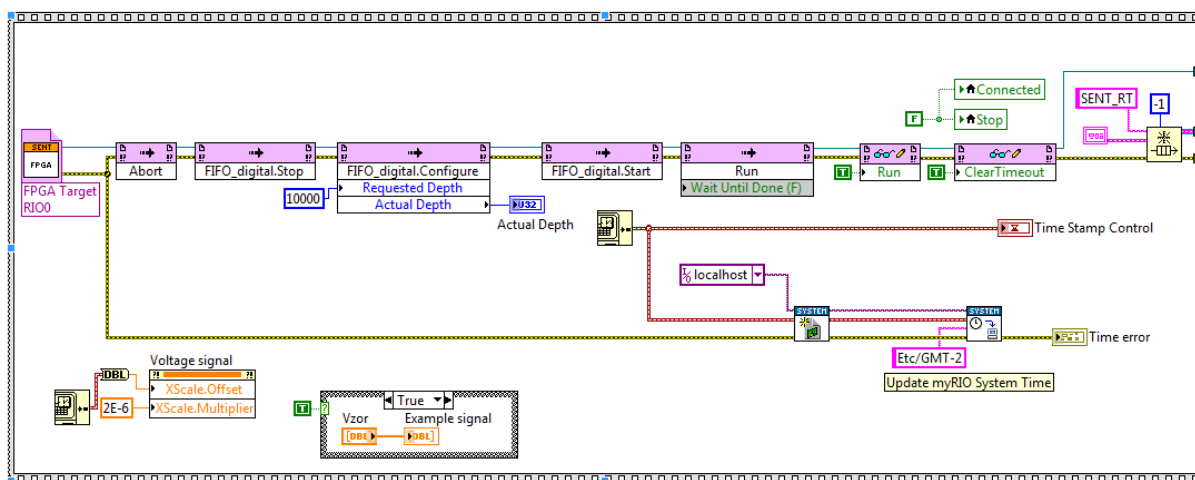 Connected
Stop
F
SENT_RT
-1
SENT
FPGA
FPGA Target
RIO0
Abort
FIFO_digital.Stop
FIFO_digital.Configure
Requested Depth
Actual Depth
10000
U32
Actual Depth
FIFO_digital.Start
Run
Wait Until Done (F)
T
Run
T
ClearTimeout
Time Stamp Control
localhost
SYSTEM
SYSTEM
Etc/GMT-2
Time error
Update myRIO System Time
Voltage signal
DBL
XScale.Offset
2E-6
XScale.Multiplier
T
?
True
Vzor
Example signal
DBL
DBL